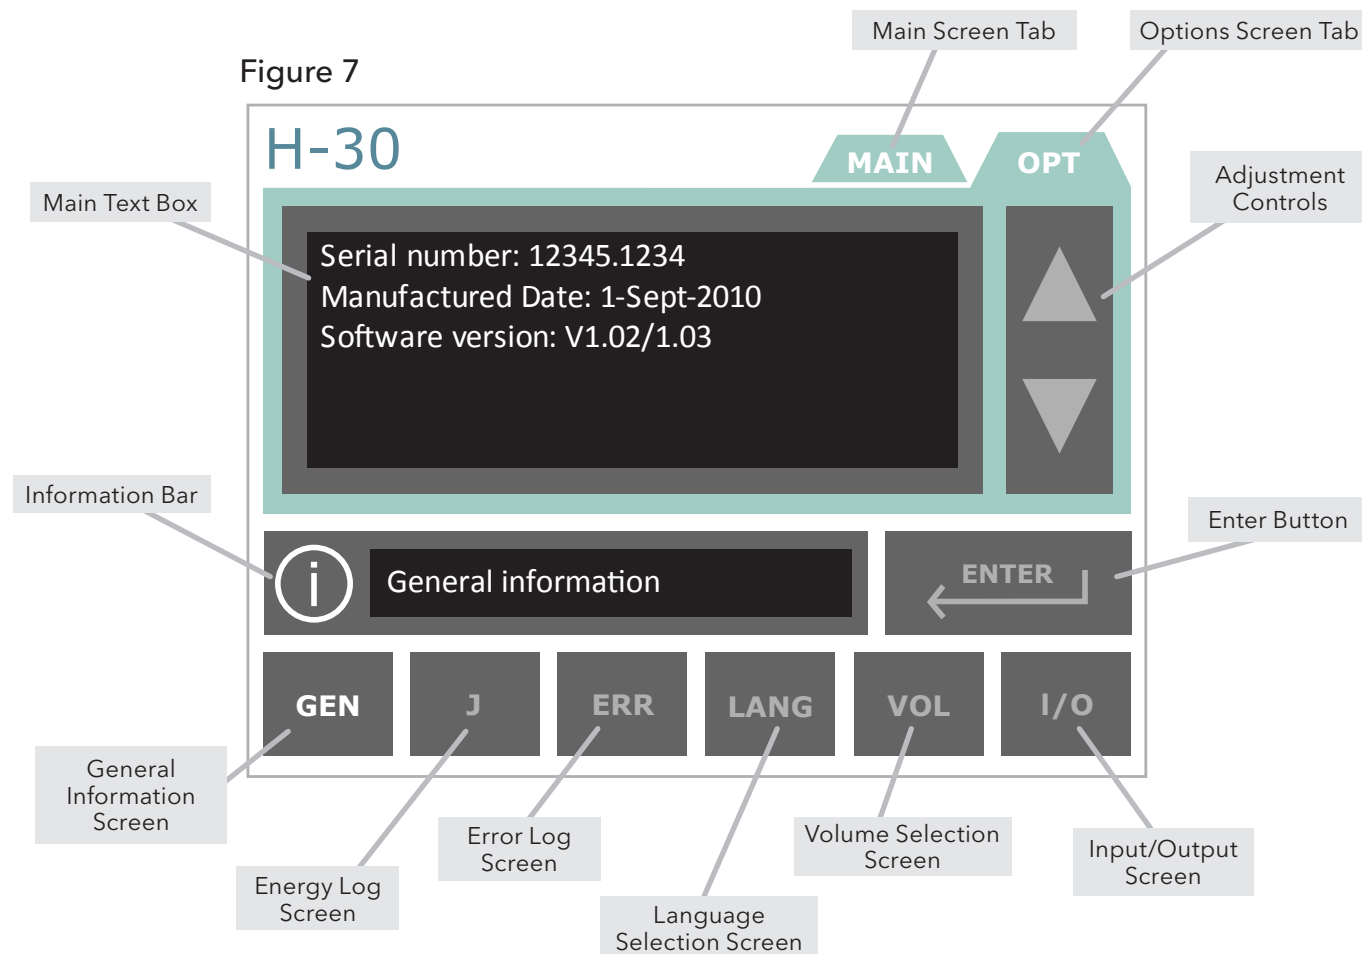 Main Screen Tab
Options Screen Tab
Figure 7
H-30
MAIN
OPT
Adjustment
Controls
Main Text Box
Serial number: 12345.1234
Manufactured Date: 1-Sept-2010
Software version: V1.02/1.03
Information Bar
Enter Button
i
General information
ENTER
GEN
J
ERR
LANG
VOL
I/O
General
Information
Screen
Error Log
Screen
Volume Selection
Screen
Input/Output
Screen
Energy Log
Screen
Language
Selection Screen